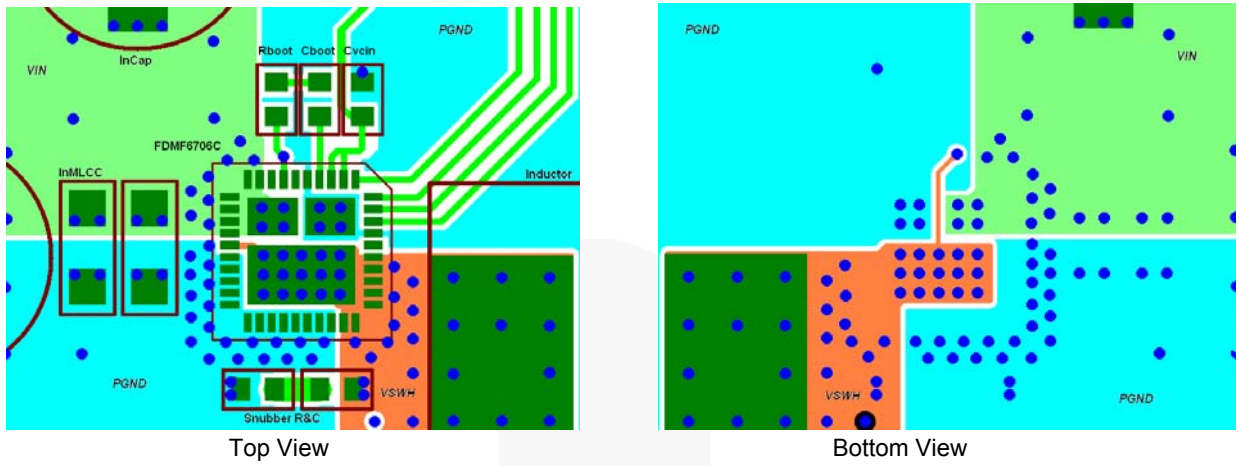 PGND
VIN
InCap
Rboot Cboot Cvcin
FDMF6706C
InMLCC
Inductor
PGND
VSWH
Snubber R&C
Top View
PGND
VIN
VSWH
PGND
Bottom View